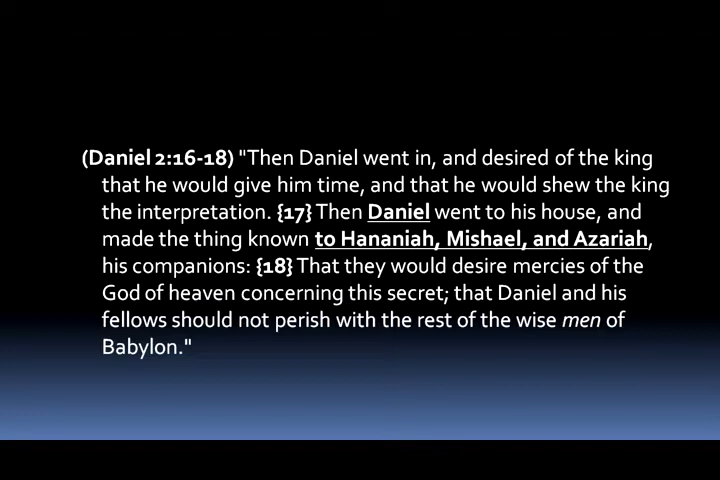 (Daniel 2:16-18) "Then Daniel went in, and desired of the king
that he would give him time, and that he would shew the king
the interpretation. {17} Then Daniel went to his house, and
made the thing known to Hananiah, Mishael, and Azariah,
his companions: {18} That they would desire mercies of the
God of heaven concerning this secret; that Daniel and his
fellows should not perish with the rest of the wise men of
Babylon."